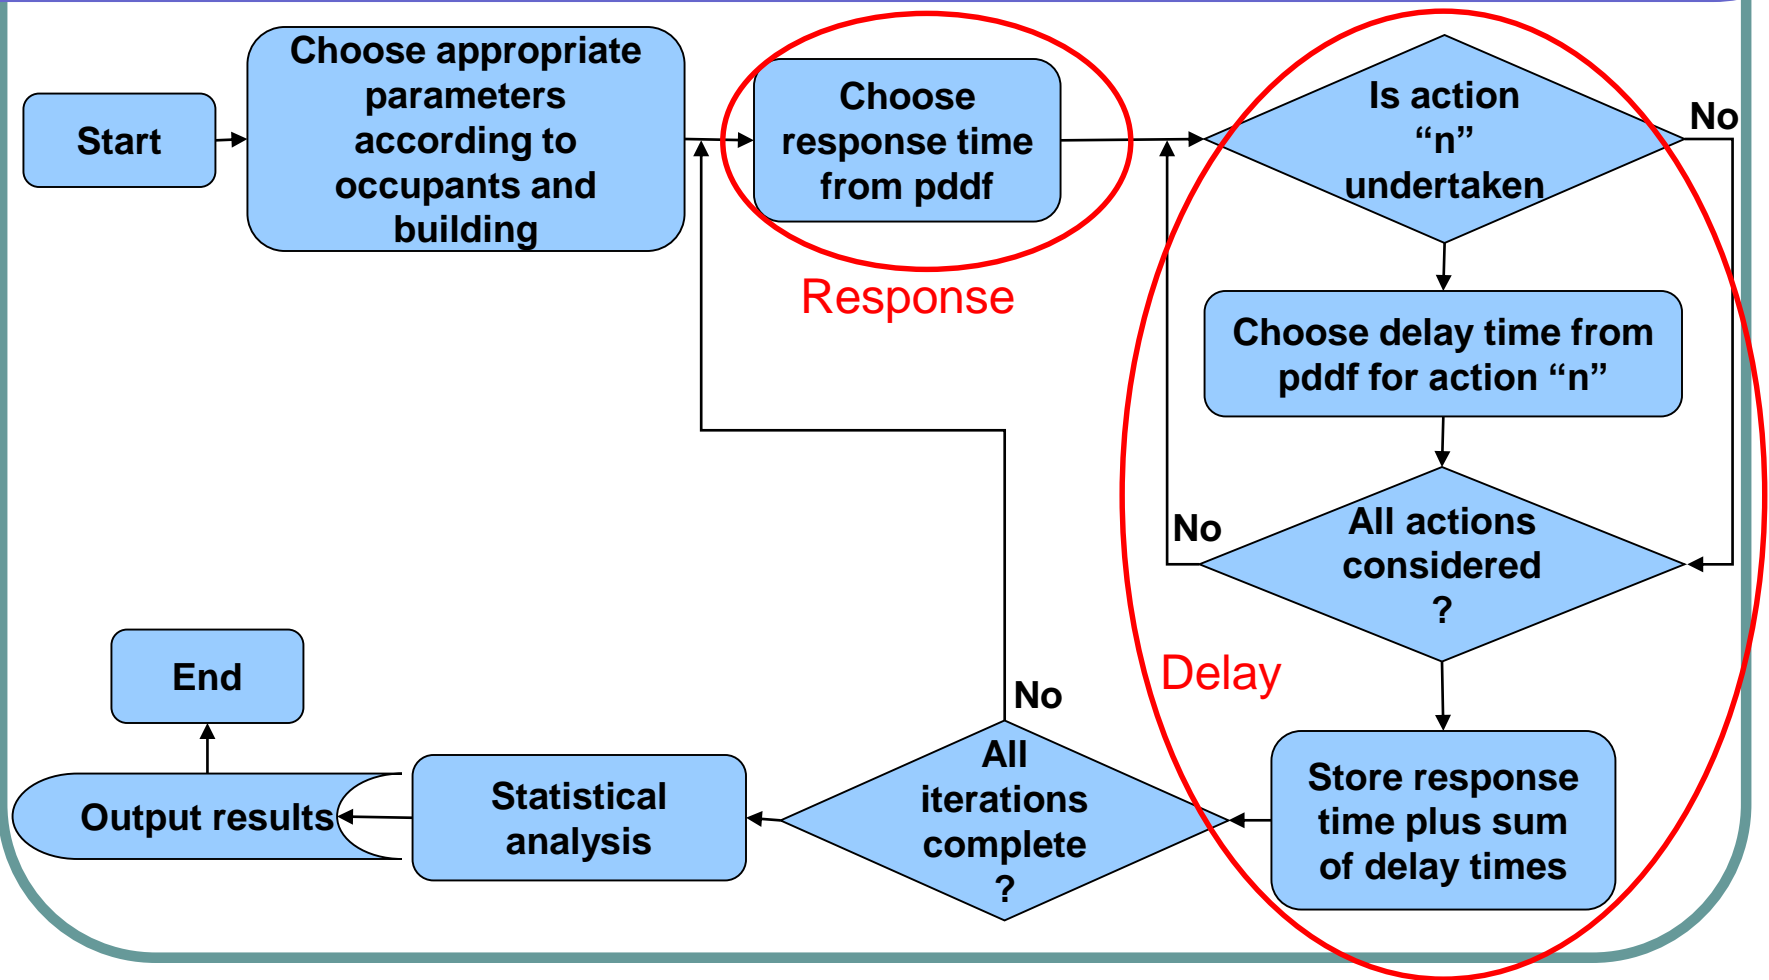 Start
Choose appropriate
parameters
according to
occupants and
building
Choose
response time
from pddf
Response
Is action
“n”
undertaken
No
Choose delay time from
pddf for action “n”
All actions
considered
?
No
Delay
Store response
time plus sum
of delay times
All
iterations
complete
?
No
Statistical
analysis
Output results
End